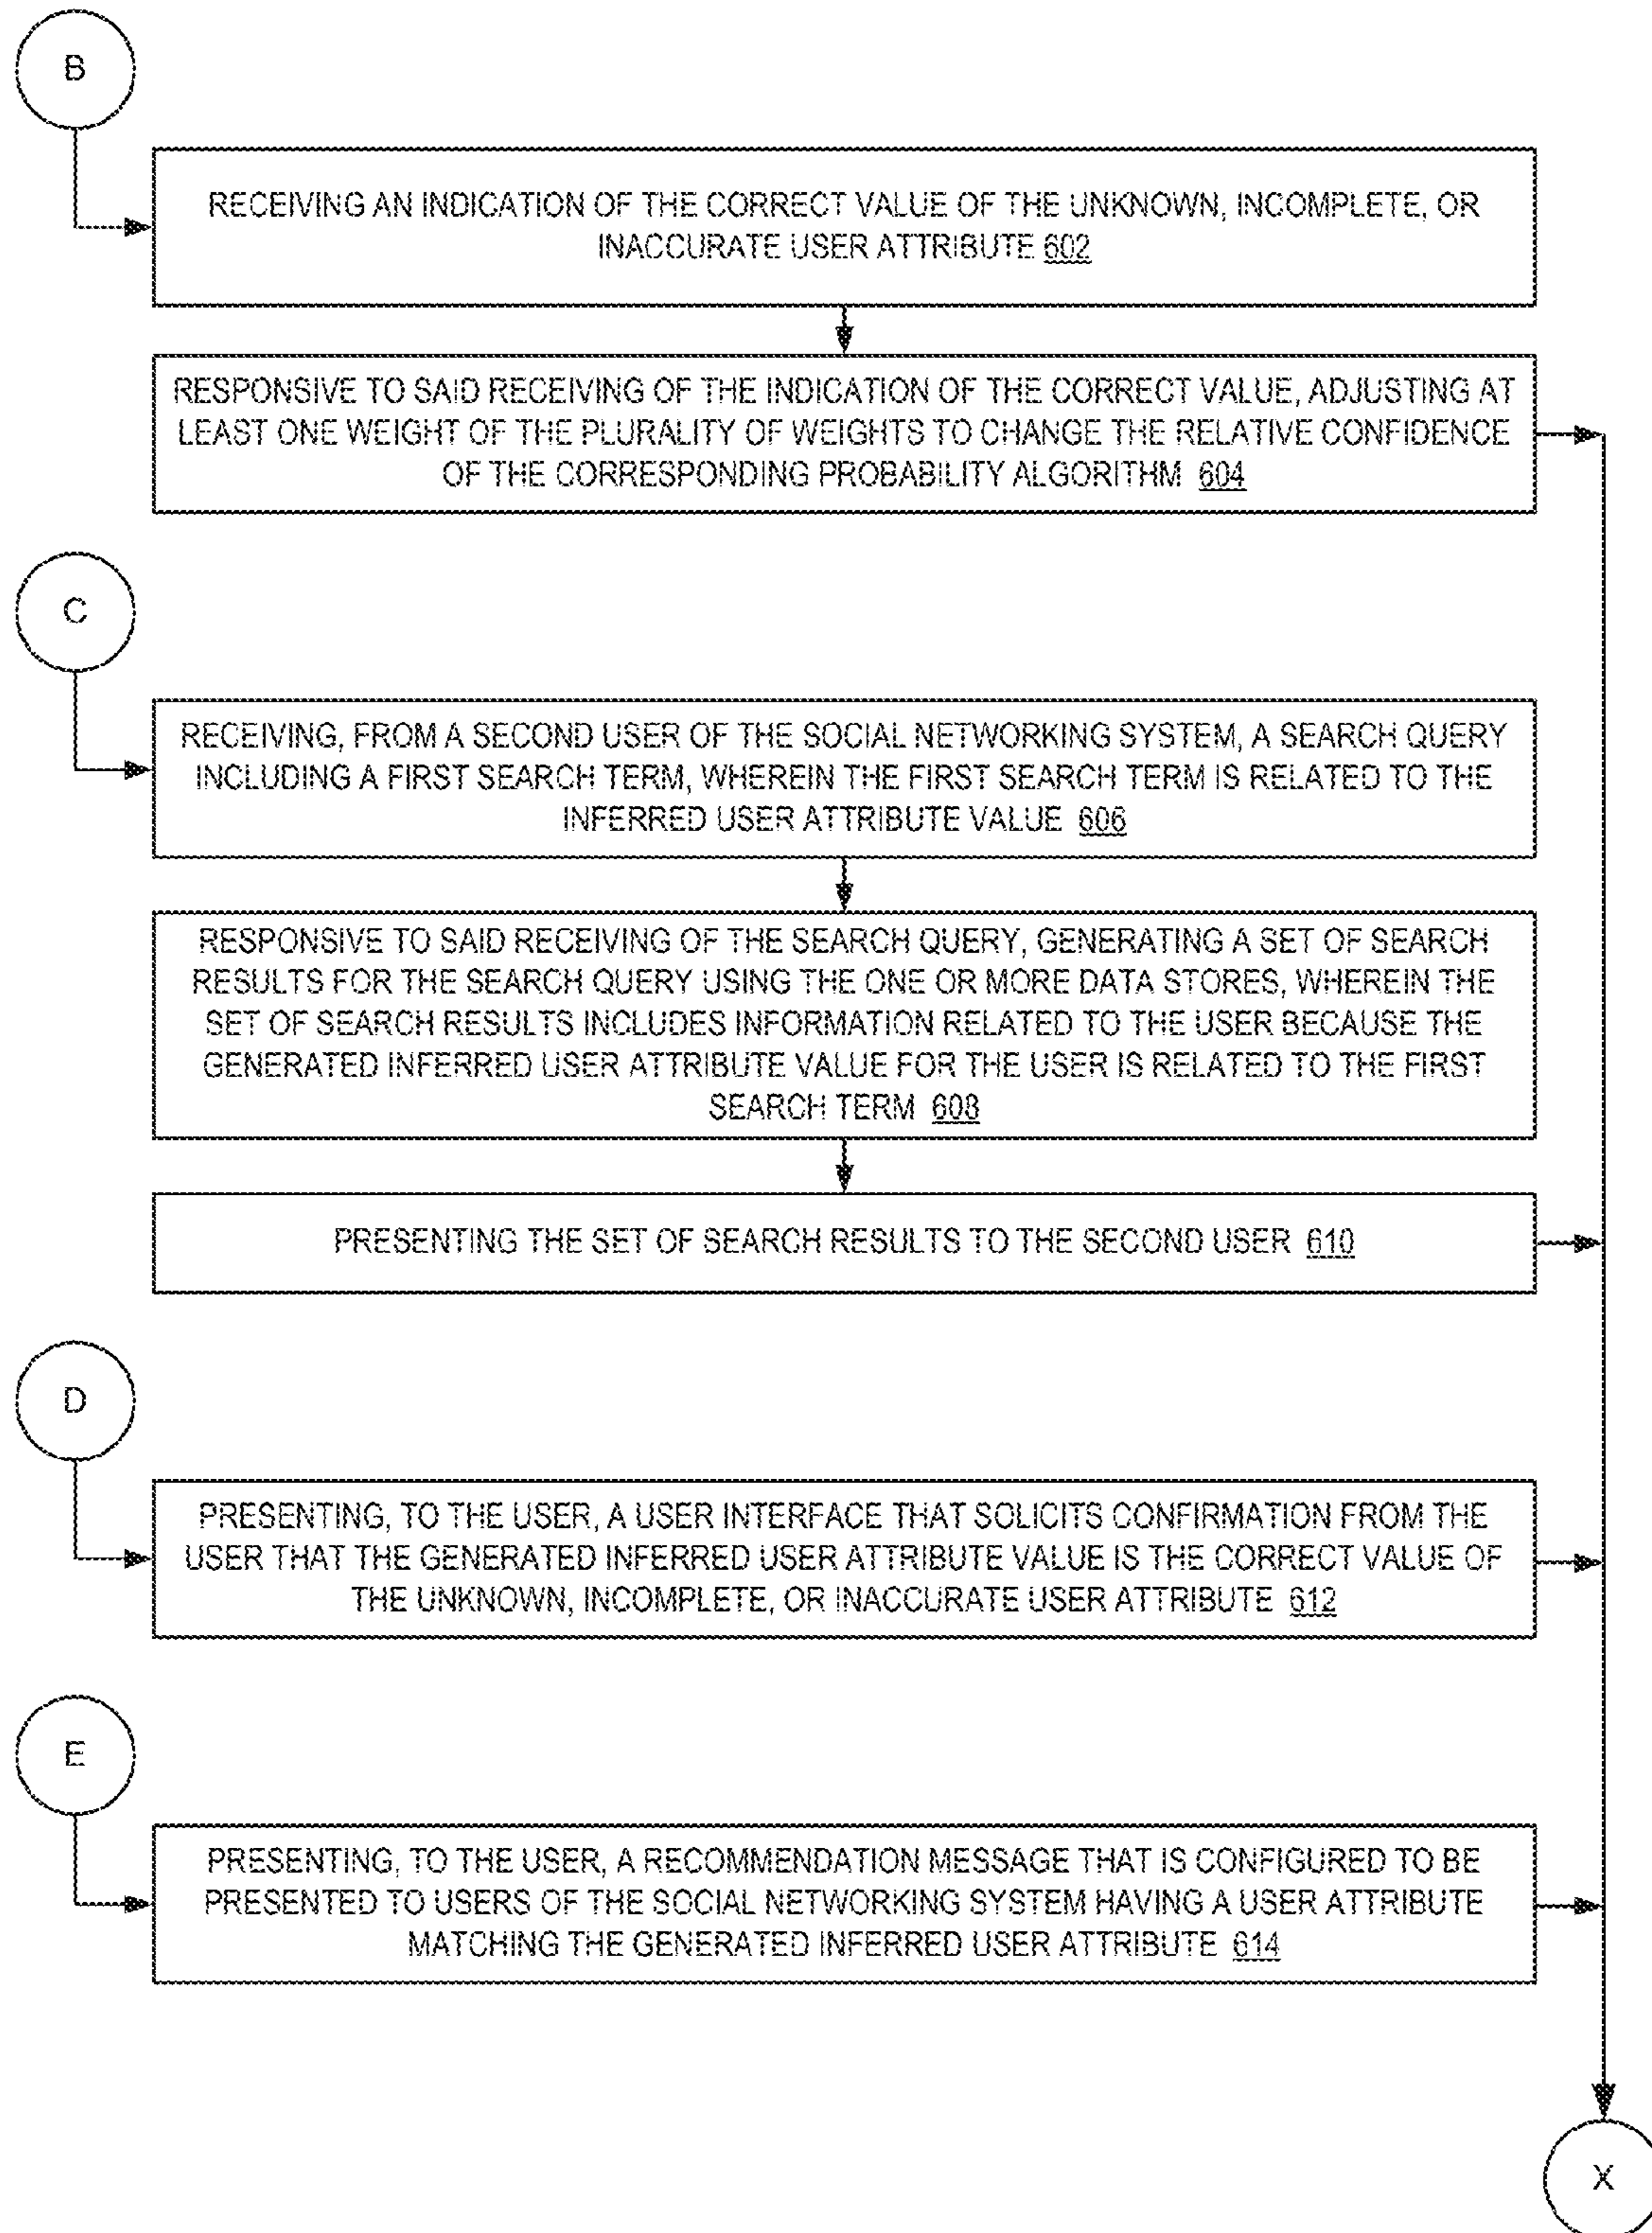 B
RECEIVING AN INDICATION OF THE CORRECT VALUE OF THE UNKNOWN, INCOMPLETE, OR
INACCURATE USER ATTRIBUTE 602
RESPONSIVE TO SAID RECEIVING OF THE INDICATION OF THE CORRECT VALUE, ADJUSTING AT
LEAST ONE WEIGHT OF THE PLURALITY OF WEIGHTS TO CHANGE THE RELATIVE CONFIDENCE
OF THE CORRESPONDING PROBABILITY ALGORITHM 604
C
RECEIVING, FROM A SECOND USER OF THE SOCIAL NETWORKING SYSTEM, A SEARCH QUERY
INCLUDING A FIRST SEARCH TERM, WHEREIN THE FIRST SEARCH TERM IS RELATED TO THE
INFERRED USER ATTRIBUTE VALUE 606
RESPONSIVE TO SAID RECEIVING OF THE SEARCH QUERY, GENERATING A SET OF SEARCH
RESULTS FOR THE SEARCH QUERY USING THE ONE OR MORE DATA STORES, WHEREIN THE
SET OF SEARCH RESULTS INCLUDES INFORMATION RELATED TO THE USER BECAUSE THE
GENERATED INFERRED USER ATTRIBUTE VALUE FOR THE USER IS RELATED TO THE FIRST
SEARCH TERM 608
PRESENTING THE SET OF SEARCH RESULTS TO THE SECOND USER 610
D
PRESENTING, TO THE USER, A USER INTERFACE THAT SOLICITS CONFIRMATION FROM THE
USER THAT THE GENERATED INFERRED USER ATTRIBUTE VALUE IS THE CORRECT VALUE OF
THE UNKNOWN, INCOMPLETE, OR INACCURATE USER ATTRIBUTE 612
E
PRESENTING, TO THE USER, A RECOMMENDATION MESSAGE THAT IS CONFIGURED TO BE
PRESENTED TO USERS OF THE SOCIAL NETWORKING SYSTEM HAVING A USER ATTRIBUTE
MATCHING THE GENERATED INFERRED USER ATTRIBUTE 614
X